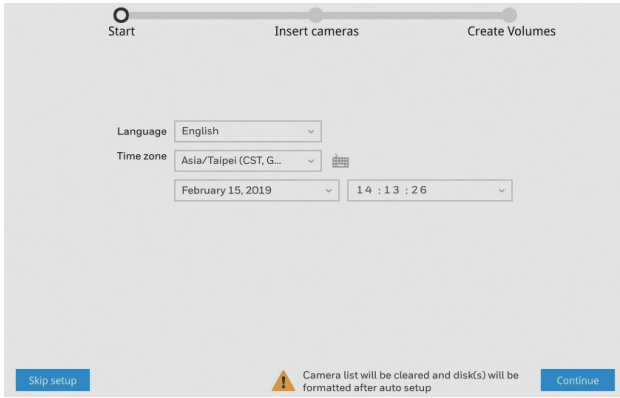 Start
Insert cameras
Create Volumes
Language
English
Time zone
Asia/Taipei (CST, G...
February 15, 2019
14 : 13 : 26
Skip setup
Camera list will be cleared and disk(s) will be
formatted after auto setup
Continue